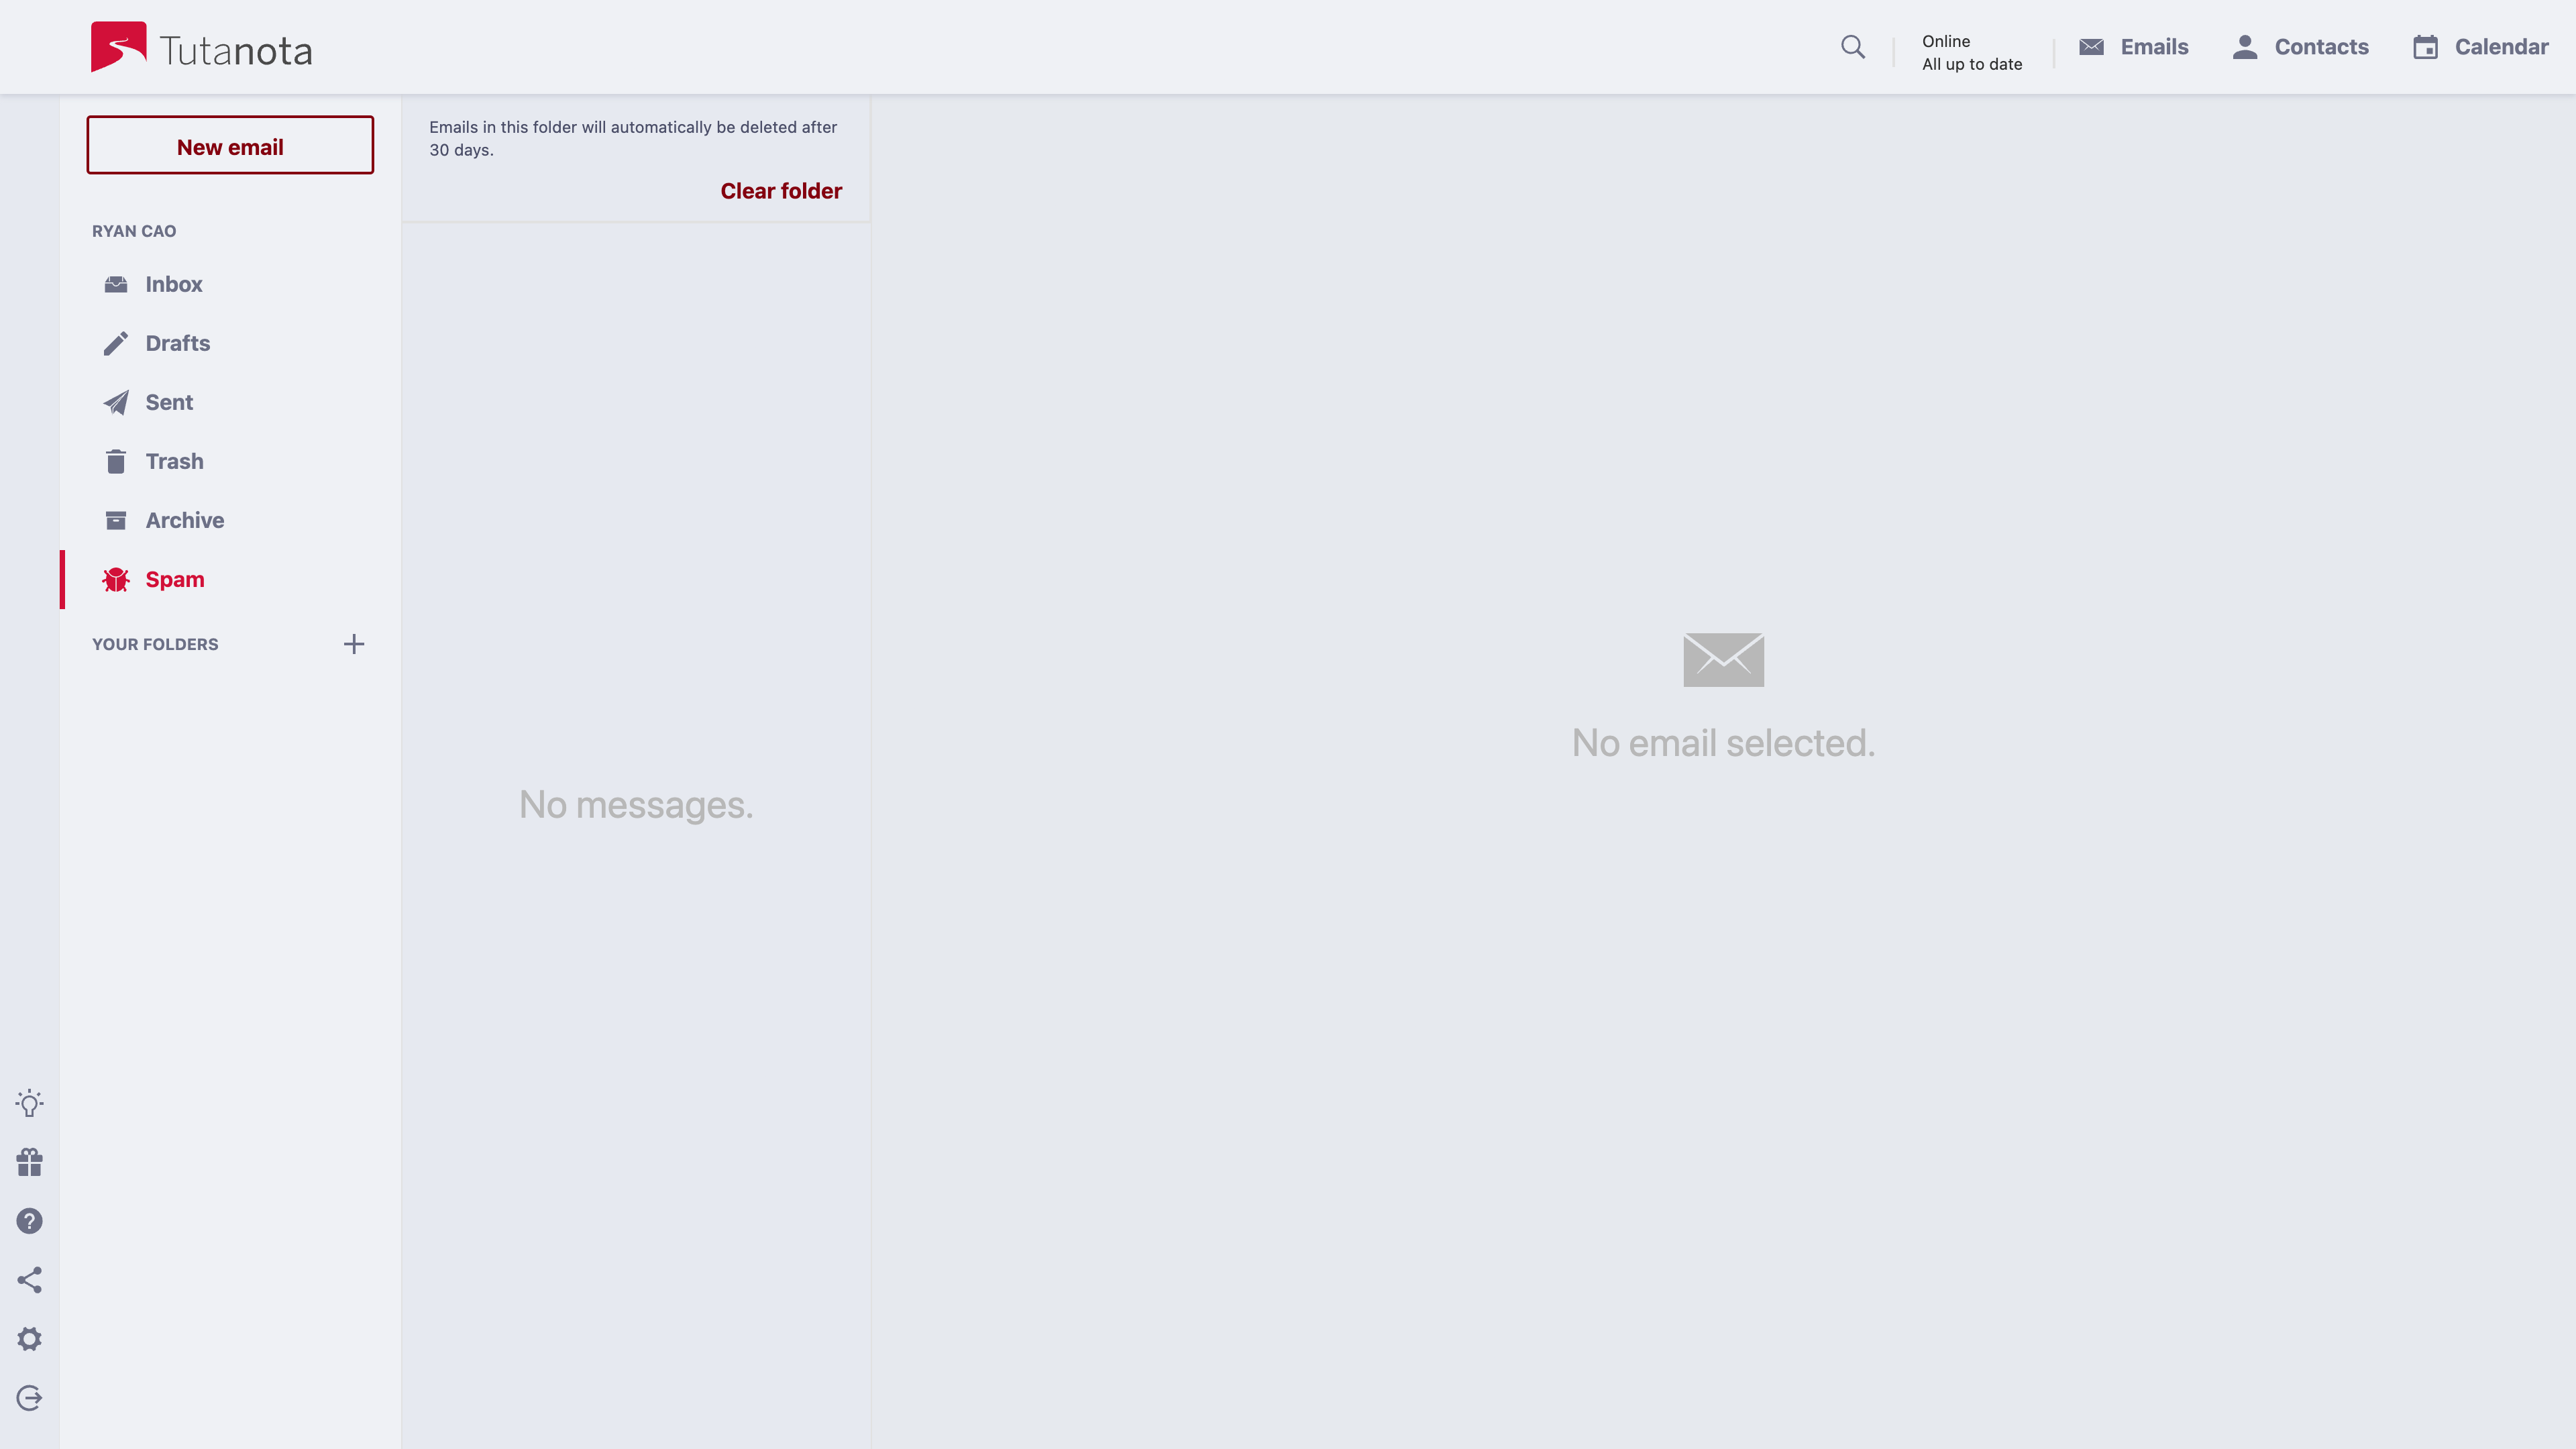 Tutanota
Online
All up to date
Emails
Contacts
Calendar
New email
RYAN CAO
Inbox
Drafts
Sent
Trash
Archive
Spam
YOUR FOLDERS
Emails in this folder will automatically be deleted after
30 days.
Clear folder
No messages.
No email selected.